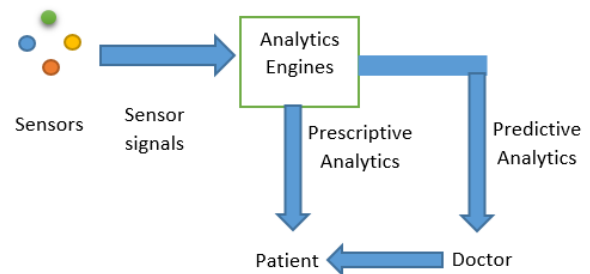 Analytics
Engines
Sensors
Sensor
signals
Prescriptive
Analytics
Predictive
Analytics
Patient
Doctor